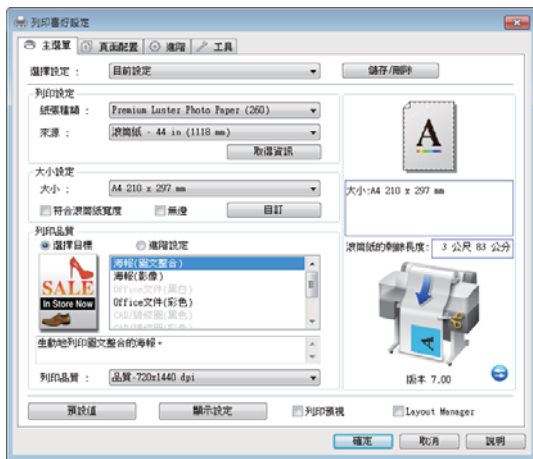 列印喜好設定
主選單 頁面配置 進階 工具
選擇設定： 目前設定 儲存/刪除
列印設定
紙張種類： Premium Luster Photo Paper (260)
來源： 滾筒紙 - 44 in (1118 mm)
取得資訊
大小設定
大小： A4 210 x 297 mm
符合滾筒紙寬度 無邊 自訂
列印品質
選擇目標 進階設定
SALE
In Store Now
海報(圖文整合)
海報(影像)
Office文件(黑白)
Office文件(彩色)
CAD/線條圖(黑色)
生動地列印圖文整合的海報。
列印品質： 品質-720x1440 dpi
A
大小:A4 210 x 297 mm
滾筒紙的剩餘長度： 3 公尺 83 公分
版本 7.00
預設值 顯示設定 列印預視 Layout Manager
確定 取消 說明